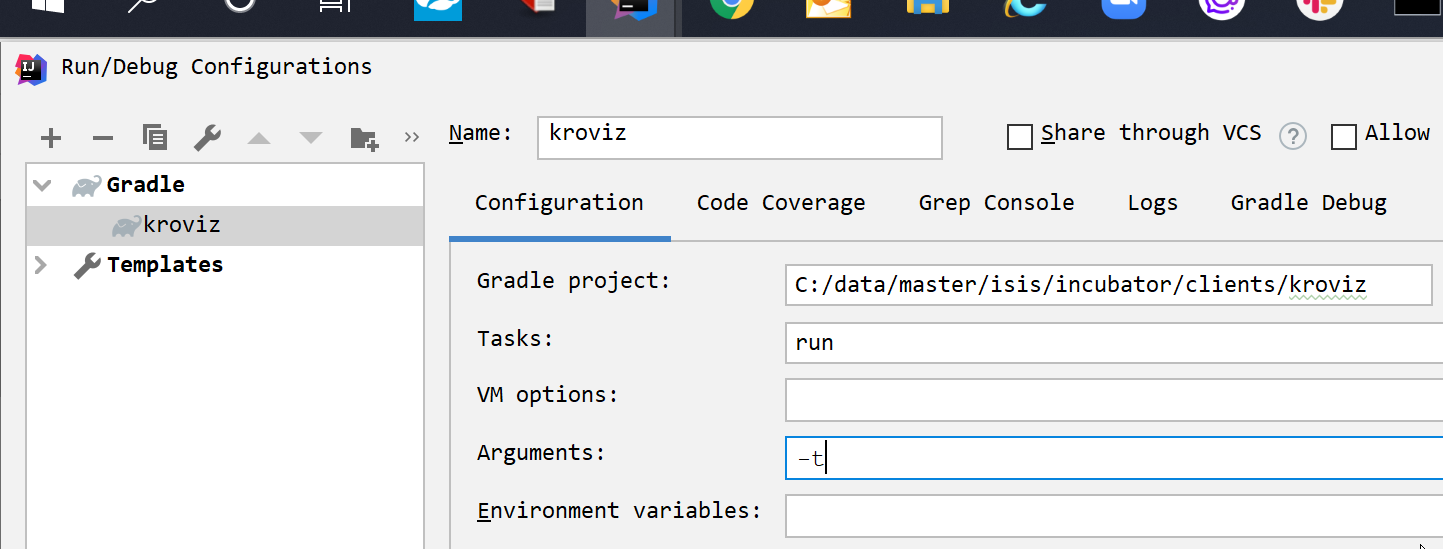 IJ
Run/Debug Configurations
Name: kroviz Share through VCS ? Allow
Gradle
kroviz
Templates
Configuration Code Coverage Grep Console Logs Gradle Debug
Gradle project: C:/data/master/isis/incubator/clients/kroviz
Tasks: run
VM options:
Arguments: -t
Environment variables: